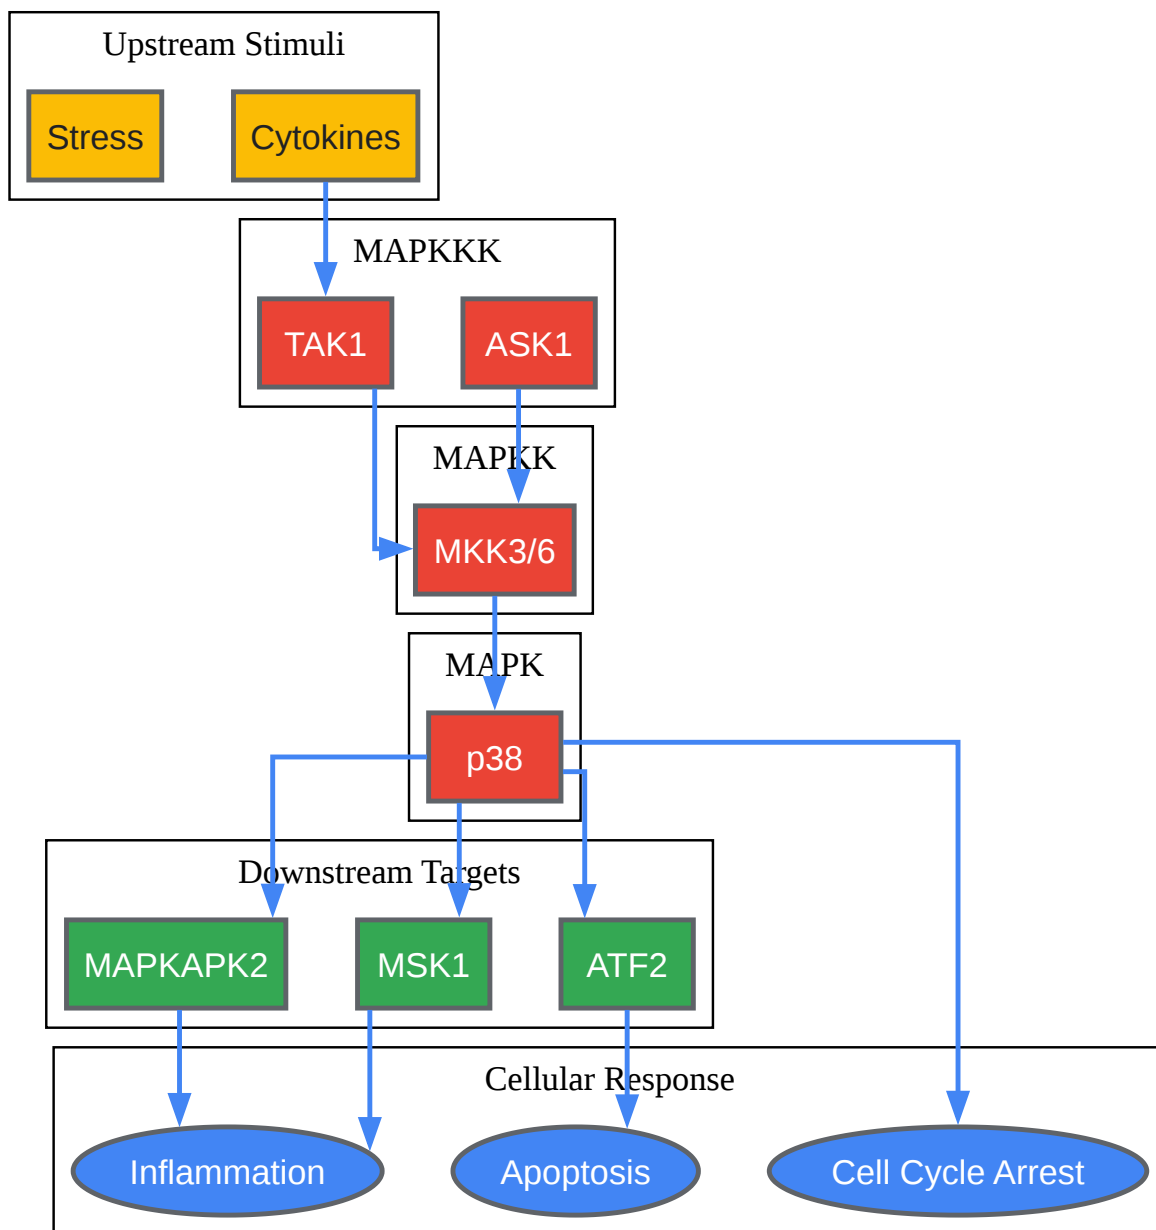 Upstream Stimuli
Stress
Cytokines
MAPKKK
TAK1
ASK1
MAPKK
MKK3/6
MAPK
p38
Downstream Targets
MAPKAPK2
MSK1
ATF2
Cellular Response
Inflammation
Apoptosis
Cell Cycle Arrest